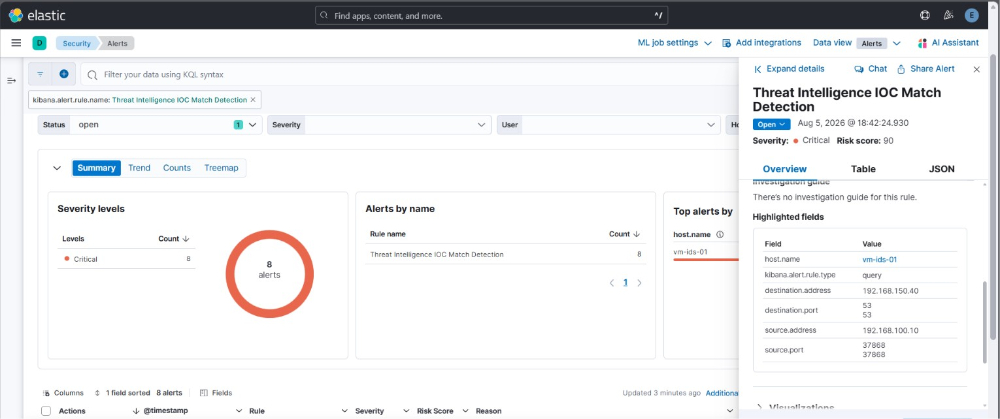 elastic
Find apps, content, and more.
^/
E
D
Security
Alerts
ML job settings
Add integrations
Data view
Alerts
AI Assistant
Filter your data using KQL syntax
kibana.alert.rule.name: Threat Intelligence IOC Match Detection ×
Status
open
1
Severity
User
Ho
Summary
Trend
Counts
Treemap
Severity levels
Levels
Count
Critical
8
8
alerts
Alerts by name
Rule name
Count
Threat Intelligence IOC Match Detection
8
1
Top alerts by
host.name
vm-ids-01
Columns
1 field sorted
8 alerts
Fields
Updated 3 minutes ago
Additiona
Actions
@timestamp
Rule
Severity
Risk Score
Reason
Expand details
Chat
Share Alert
Threat Intelligence IOC Match
Detection
Open
Aug 5, 2026 @ 18:42:24.930
Severity: Critical
Risk score: 90
Overview
Table
JSON
Investigation guide
There's no investigation guide for this rule.
Highlighted fields
Field
Value
host.name
vm-ids-01
kibana.alert.rule.type
query
destination.address
192.168.150.40
destination.port
53
53
source.address
192.168.100.10
source.port
37868
37868
Visualizations